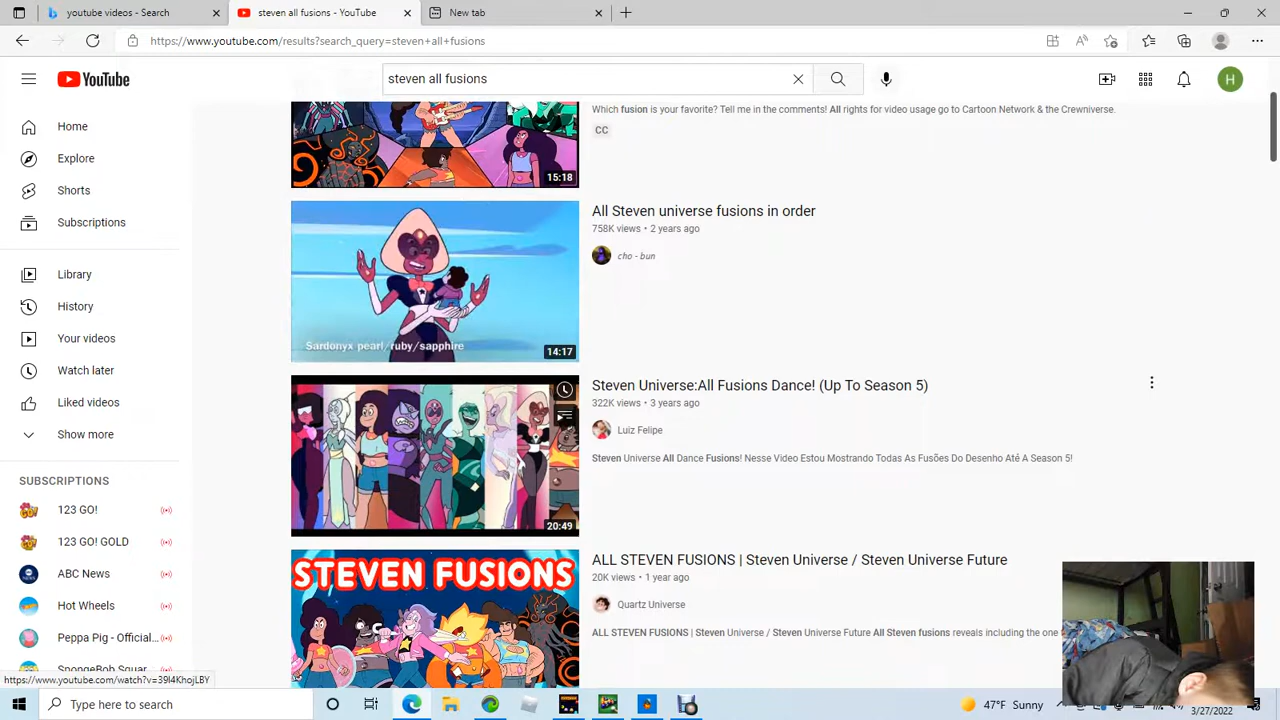 youtube videos - Search
steven all fusions - YouTube
New tab
https://www.youtube.com/results?search_query=steven+all+fusions
YouTube
steven all fusions
H
Home
Explore
Shorts
Subscriptions
Library
History
Your videos
Watch later
Liked videos
Show more
SUBSCRIPTIONS
123 GO!
123 GO! GOLD
ABC News
Hot Wheels
Peppa Pig - Official...
SpongeBob Squar
https://www.youtube.com/watch?v=39I4KhojLBY
Which fusion is your favorite? Tell me in the comments! All rights for video usage go to Cartoon Network & the Crewniverse.
CC
15:18
All Steven universe fusions in order
758K views • 2 years ago
cho - bun
Sardonyx pearl/ruby/sapphire
14:17
Steven Universe:All Fusions Dance! (Up To Season 5)
322K views • 3 years ago
Luiz Felipe
Steven Universe All Dance Fusions! Nesse Video Estou Mostrando Todas As Fusões Do Desenho Até A Season 5!
20:49
ALL STEVEN FUSIONS | Steven Universe / Steven Universe Future
20K views • 1 year ago
Quartz Universe
ALL STEVEN FUSIONS | Steven Universe / Steven Universe Future All Steven fusions reveals including the one
STEVEN FUSIONS
Type here to search
47°F Sunny
3/27/2022